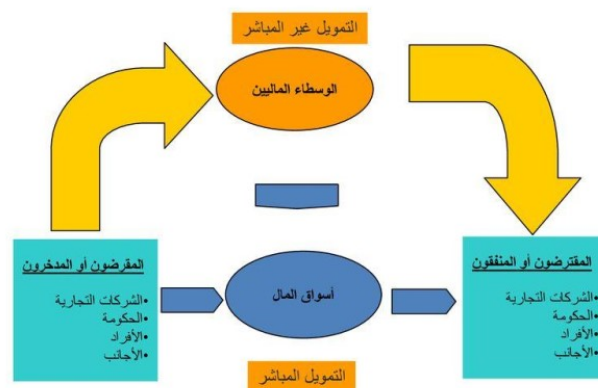 التمويل غير المباشر
الوسطاء الماليين
المقرضون أو المدخرون
•الشركات التجارية
•الحكومة
•الأفراد
•الأجانب
أسواق المال
المقترضون أو المنفقون
•الشركات التجارية
•الحكومة
•الأفراد
•الأجانب
التمويل المباشر